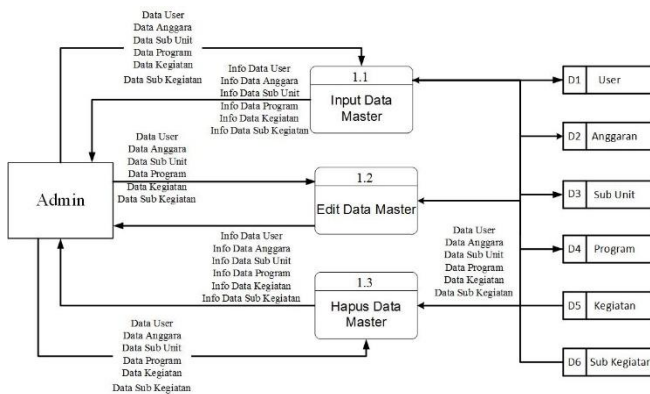 Data User
Data Anggara
Data Sub Unit
Data Program
Data Kegiatan
Data Sub Kegiatan
Info Data User
Info Data Anggara
Info Data Sub Unit
Info Data Program
Info Data Kegiatan
Info Data Sub Kegiatan
1.1
Input Data
Master
D1 User
D2 Anggaran
Data User
Data Anggara
Data Sub Unit
Data Program
Data Kegiatan
Data Sub Kegiatan
Admin
1.2
Edit Data Master
D3 Sub Unit
Info Data User
Info Data Anggara
Info Data Sub Unit
Info Data Program
Info Data Kegiatan
Info Data Sub Kegiatan
Data User
Data Anggara
Data Sub Unit
Data Program
Data Kegiatan
Data Sub Kegiatan
D4 Program
1.3
Hapus Data
Master
D5 Kegiatan
Data User
Data Anggara
Data Sub Unit
Data Program
Data Kegiatan
Data Sub Kegiatan
D6 Sub Kegiatan